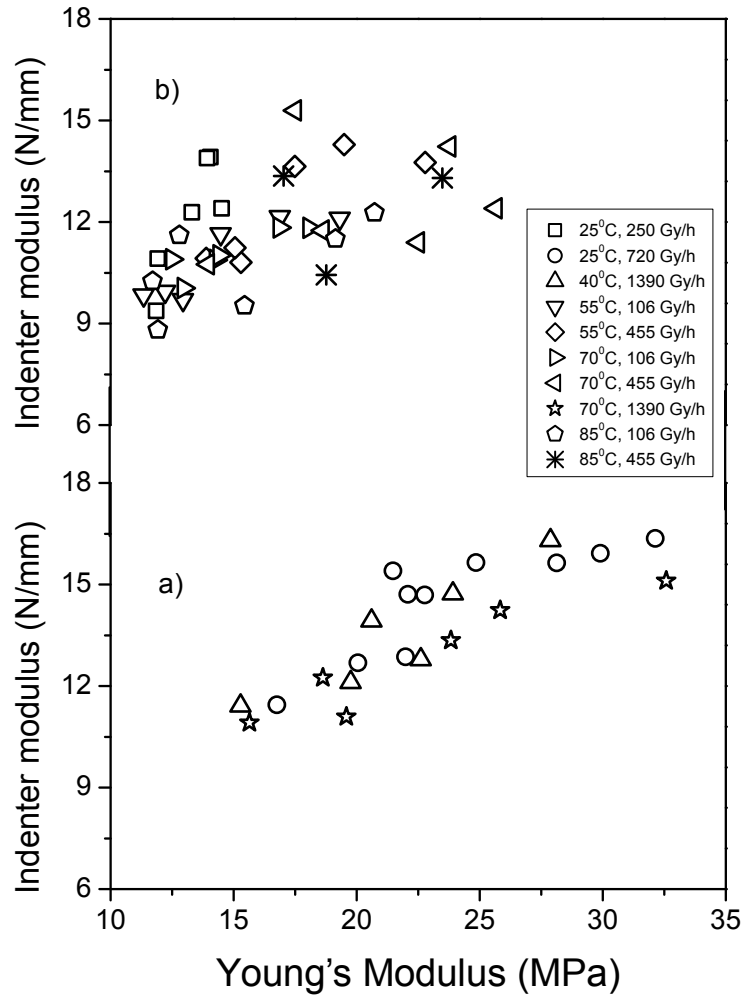 18
15
12
9
6
Indenter modulus (N/mm)
b)
25⁰C, 250 Gy/h
25⁰C, 720 Gy/h
40⁰C, 1390 Gy/h
55⁰C, 106 Gy/h
55⁰C, 455 Gy/h
70⁰C, 106 Gy/h
70⁰C, 455 Gy/h
70⁰C, 1390 Gy/h
85⁰C, 106 Gy/h
85⁰C, 455 Gy/h
18
15
12
9
6
Indenter modulus (N/mm)
a)
10 15 20 25 30 35
Young's Modulus (MPa)